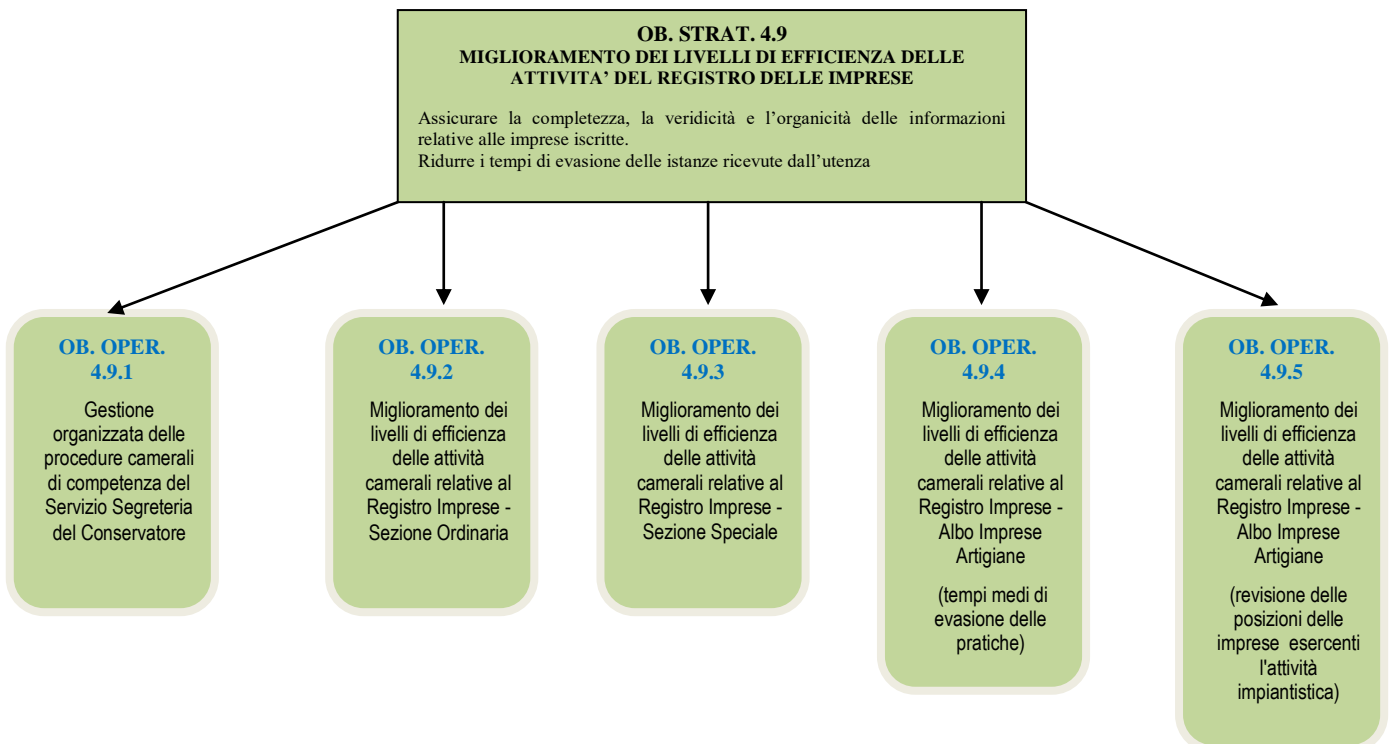 OB. STRAT. 4.9
MIGLIORAMENTO DEI LIVELLI DI EFFICIENZA DELLE
ATTIVITA' DEL REGISTRO DELLE IMPRESE
Assicurare la completezza, la veridicità e l'organicità delle informazioni
relative alle imprese iscritte.
Ridurre i tempi di evasione delle istanze ricevute dall'utenza
OB. OPER.
4.9.1
Gestione
organizzata delle
procedure camerali
di competenza del
Servizio Segreteria
del Conservatore
OB. OPER.
4.9.2
Miglioramento dei
livelli di efficienza
delle attività
camerali relative al
Registro Imprese -
Sezione Ordinaria
OB. OPER.
4.9.3
Miglioramento dei
livelli di efficienza
delle attività
camerali relative al
Registro Imprese -
Sezione Speciale
OB. OPER.
4.9.4
Miglioramento dei
livelli di efficienza
delle attività
camerali relative al
Registro Imprese -
Albo Imprese
Artigiane
(tempi medi di
evasione delle
pratiche)
OB. OPER.
4.9.5
Miglioramento dei
livelli di efficienza
delle attività
camerali relative al
Registro Imprese -
Albo Imprese
Artigiane
(revisione delle
posizioni delle
imprese esercenti
l'attività
impiantistica)